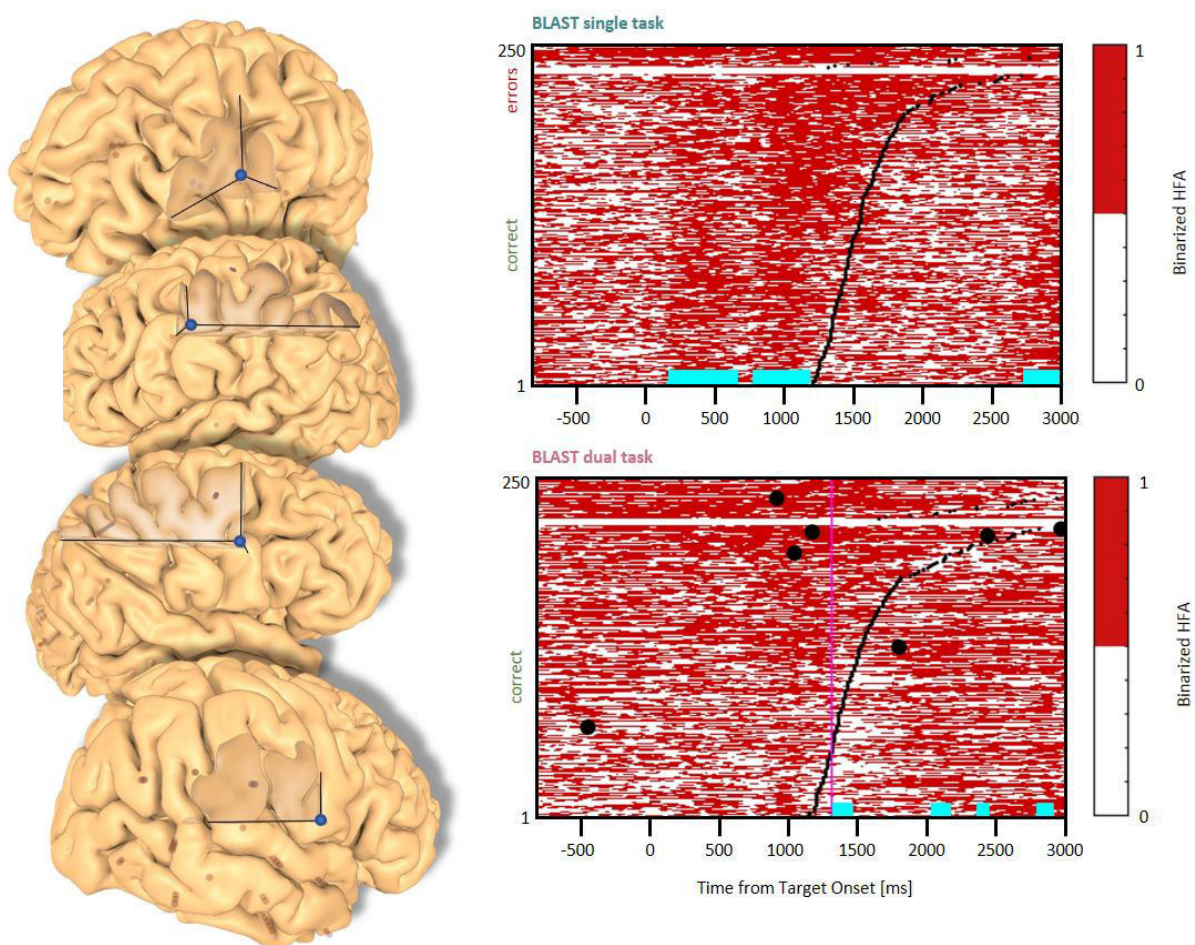 BLAST single task
250
errors
correct
1
-500 0 500 1000 1500 2000 2500 3000
1
Binarized HFA
0
BLAST dual task
250
correct
1
-500 0 500 1000 1500 2000 2500 3000
Time from Target Onset [ms]
1
Binarized HFA
0